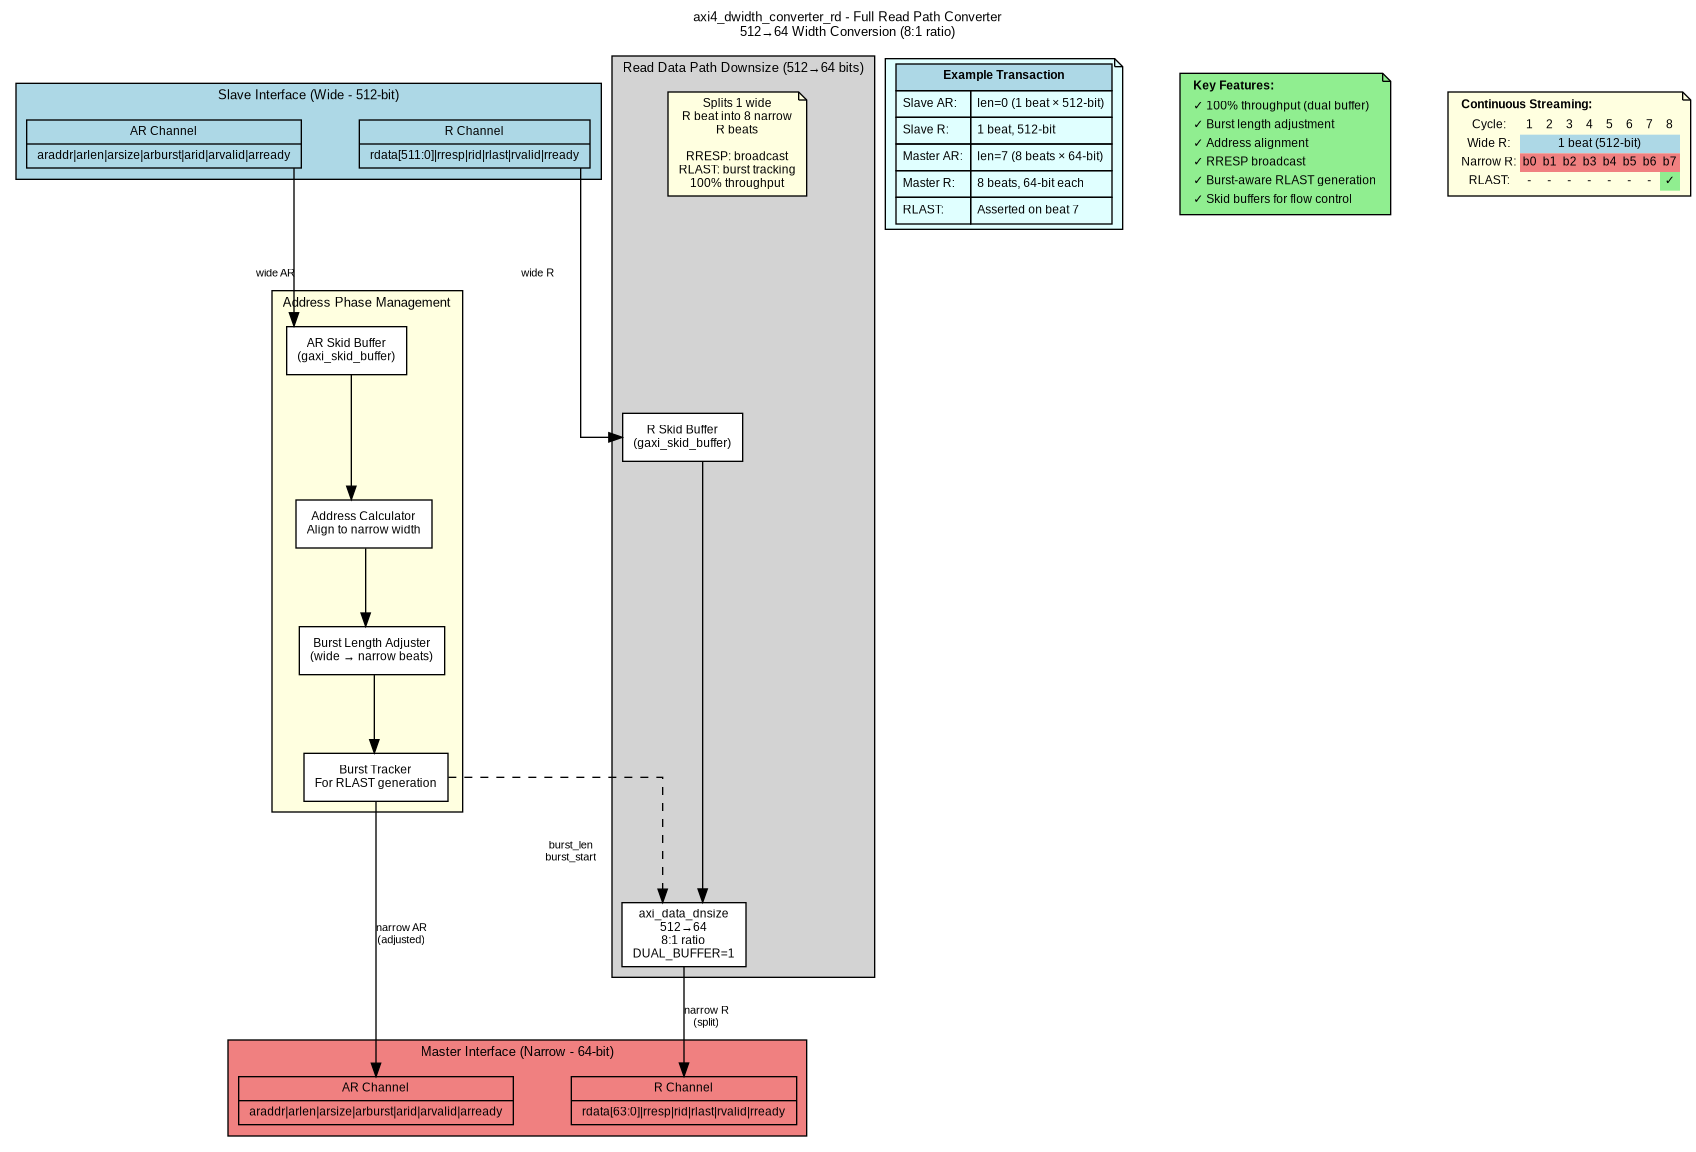 axi4_dwidth_converter_rd - Full Read Path Converter
512→64 Width Conversion (8:1 ratio)
Slave Interface (Wide - 512-bit)
AR Channel
araddr|arlen|arsize|arburst|arid|arvalid|arready
R Channel
rdata[511:0]|rresp|rid|rlast|rvalid|rready
Read Data Path Downsize (512→64 bits)
Splits 1 wide
R beat into 8 narrow
R beats
RRESP: broadcast
RLAST: burst tracking
100% throughput
Example Transaction
Slave AR: len=0 (1 beat × 512-bit)
Slave R: 1 beat, 512-bit
Master AR: len=7 (8 beats × 64-bit)
Master R: 8 beats, 64-bit each
RLAST: Asserted on beat 7
Key Features:
✓ 100% throughput (dual buffer)
✓ Burst length adjustment
✓ Address alignment
✓ RRESP broadcast
✓ Burst-aware RLAST generation
✓ Skid buffers for flow control
Continuous Streaming:
Cycle: 1 2 3 4 5 6 7 8
Wide R: 1 beat (512-bit)
Narrow R: b0 b1 b2 b3 b4 b5 b6 b7
RLAST: - - - - - - - ✓
wide AR
wide R
Address Phase Management
AR Skid Buffer
(gaxi_skid_buffer)
R Skid Buffer
(gaxi_skid_buffer)
Address Calculator
Align to narrow width
Burst Length Adjuster
(wide → narrow beats)
Burst Tracker
For RLAST generation
burst_len
burst_start
axi_data_dnsize
512→64
8:1 ratio
DUAL_BUFFER=1
narrow AR
(adjusted)
narrow R
(split)
Master Interface (Narrow - 64-bit)
AR Channel
araddr|arlen|arsize|arburst|arid|arvalid|arready
R Channel
rdata[63:0]|rresp|rid|rlast|rvalid|rready